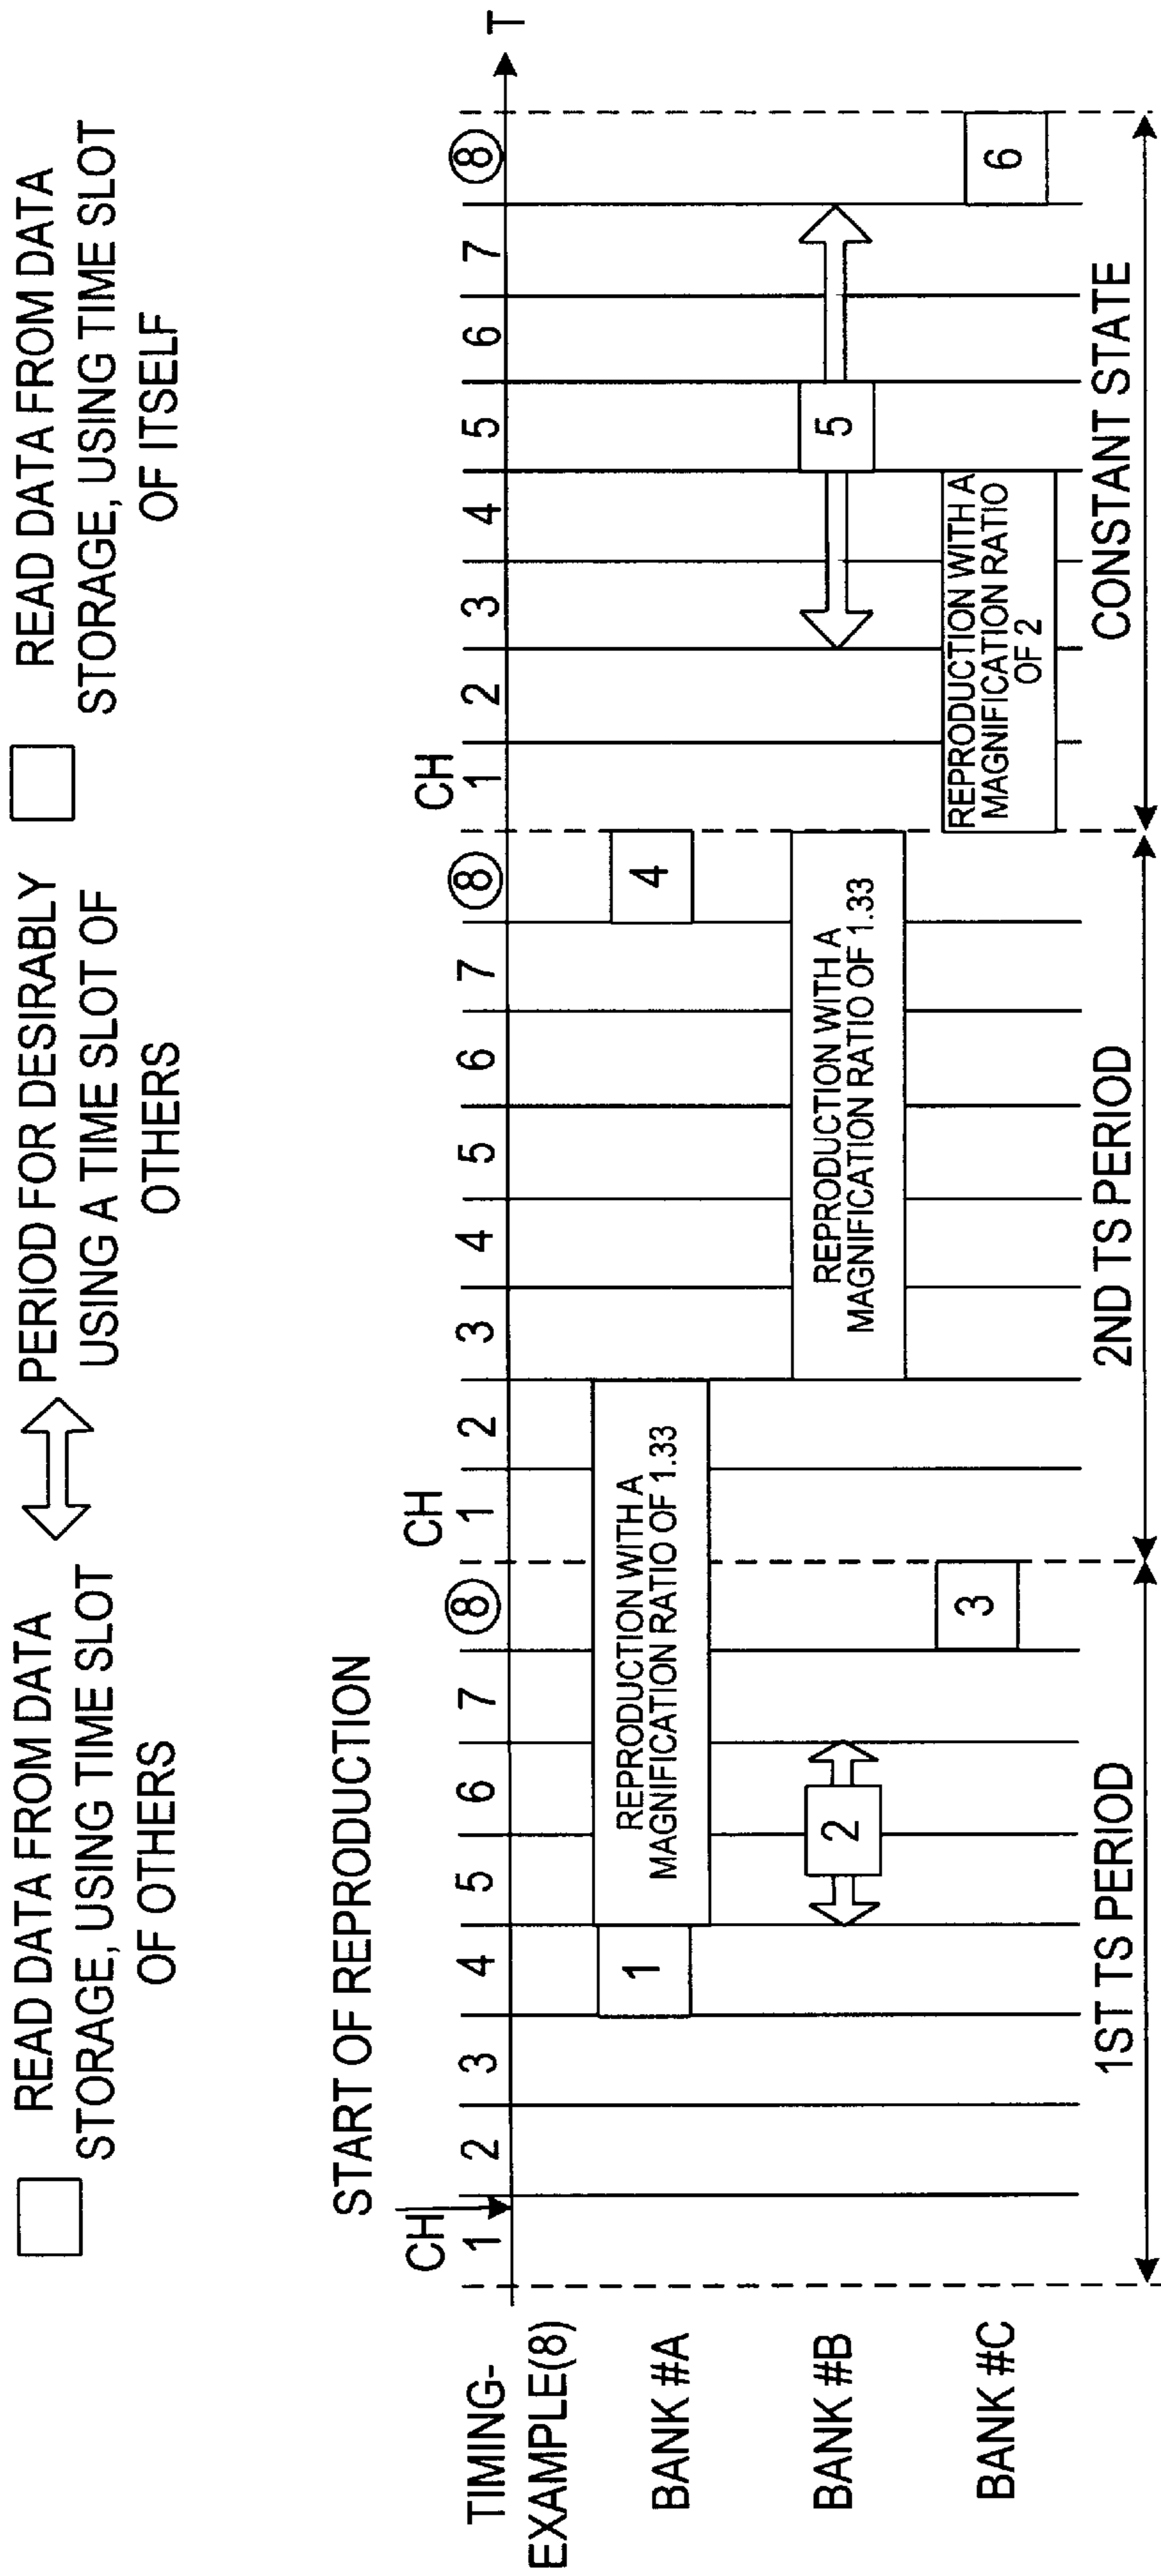 READ DATA FROM DATA
STORAGE, USING TIME SLOT
OF OTHERS
PERIOD FOR DESIRABLY
USING A TIME SLOT OF
OTHERS
READ DATA FROM DATA
STORAGE, USING TIME SLOT
OF ITSELF
START OF REPRODUCTION
CH CH CH
TIMING-
EXAMPLE(8)
1 2 3 4 5 6 7 8 1 2 3 4 5 6 7 8 1 2 3 4 5 6 7 8 T
BANK #A
1
REPRODUCTION WITH A
MAGNIFICATION RATIO OF 1.33
4
BANK #B
2
REPRODUCTION WITH A
MAGNIFICATION RATIO OF 1.33
5
BANK #C
3
REPRODUCTION WITH A
MAGNIFICATION RATIO
OF 2
6
1ST TS PERIOD
2ND TS PERIOD
CONSTANT STATE